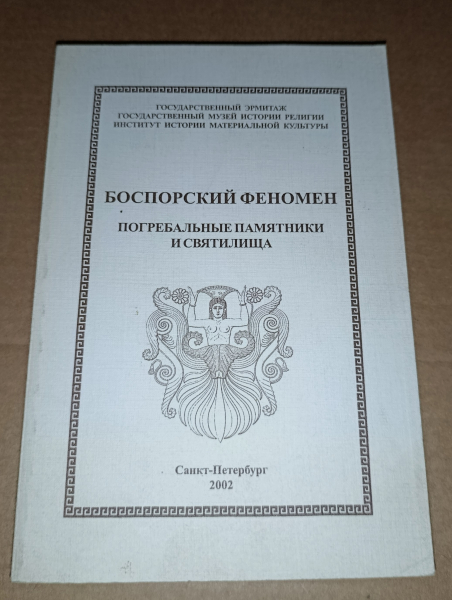 ГОСУДАРСТВЕННЫЙ ЭРМИТАЖ
ГОСУДАРСТВЕННЫЙ МУЗЕЙ ИСТОРИИ РЕЛИГИИ
ИНСТИТУТ ИСТОРИИ МАТЕРИАЛЬНОЙ КУЛЬТУРЫ
БОСПОРСКИЙ ФЕНОМЕН
ПОГРЕБАЛЬНЫЕ ПАМЯТНИКИ
И СВЯТИЛИЩА
Санкт-Петербург
2002